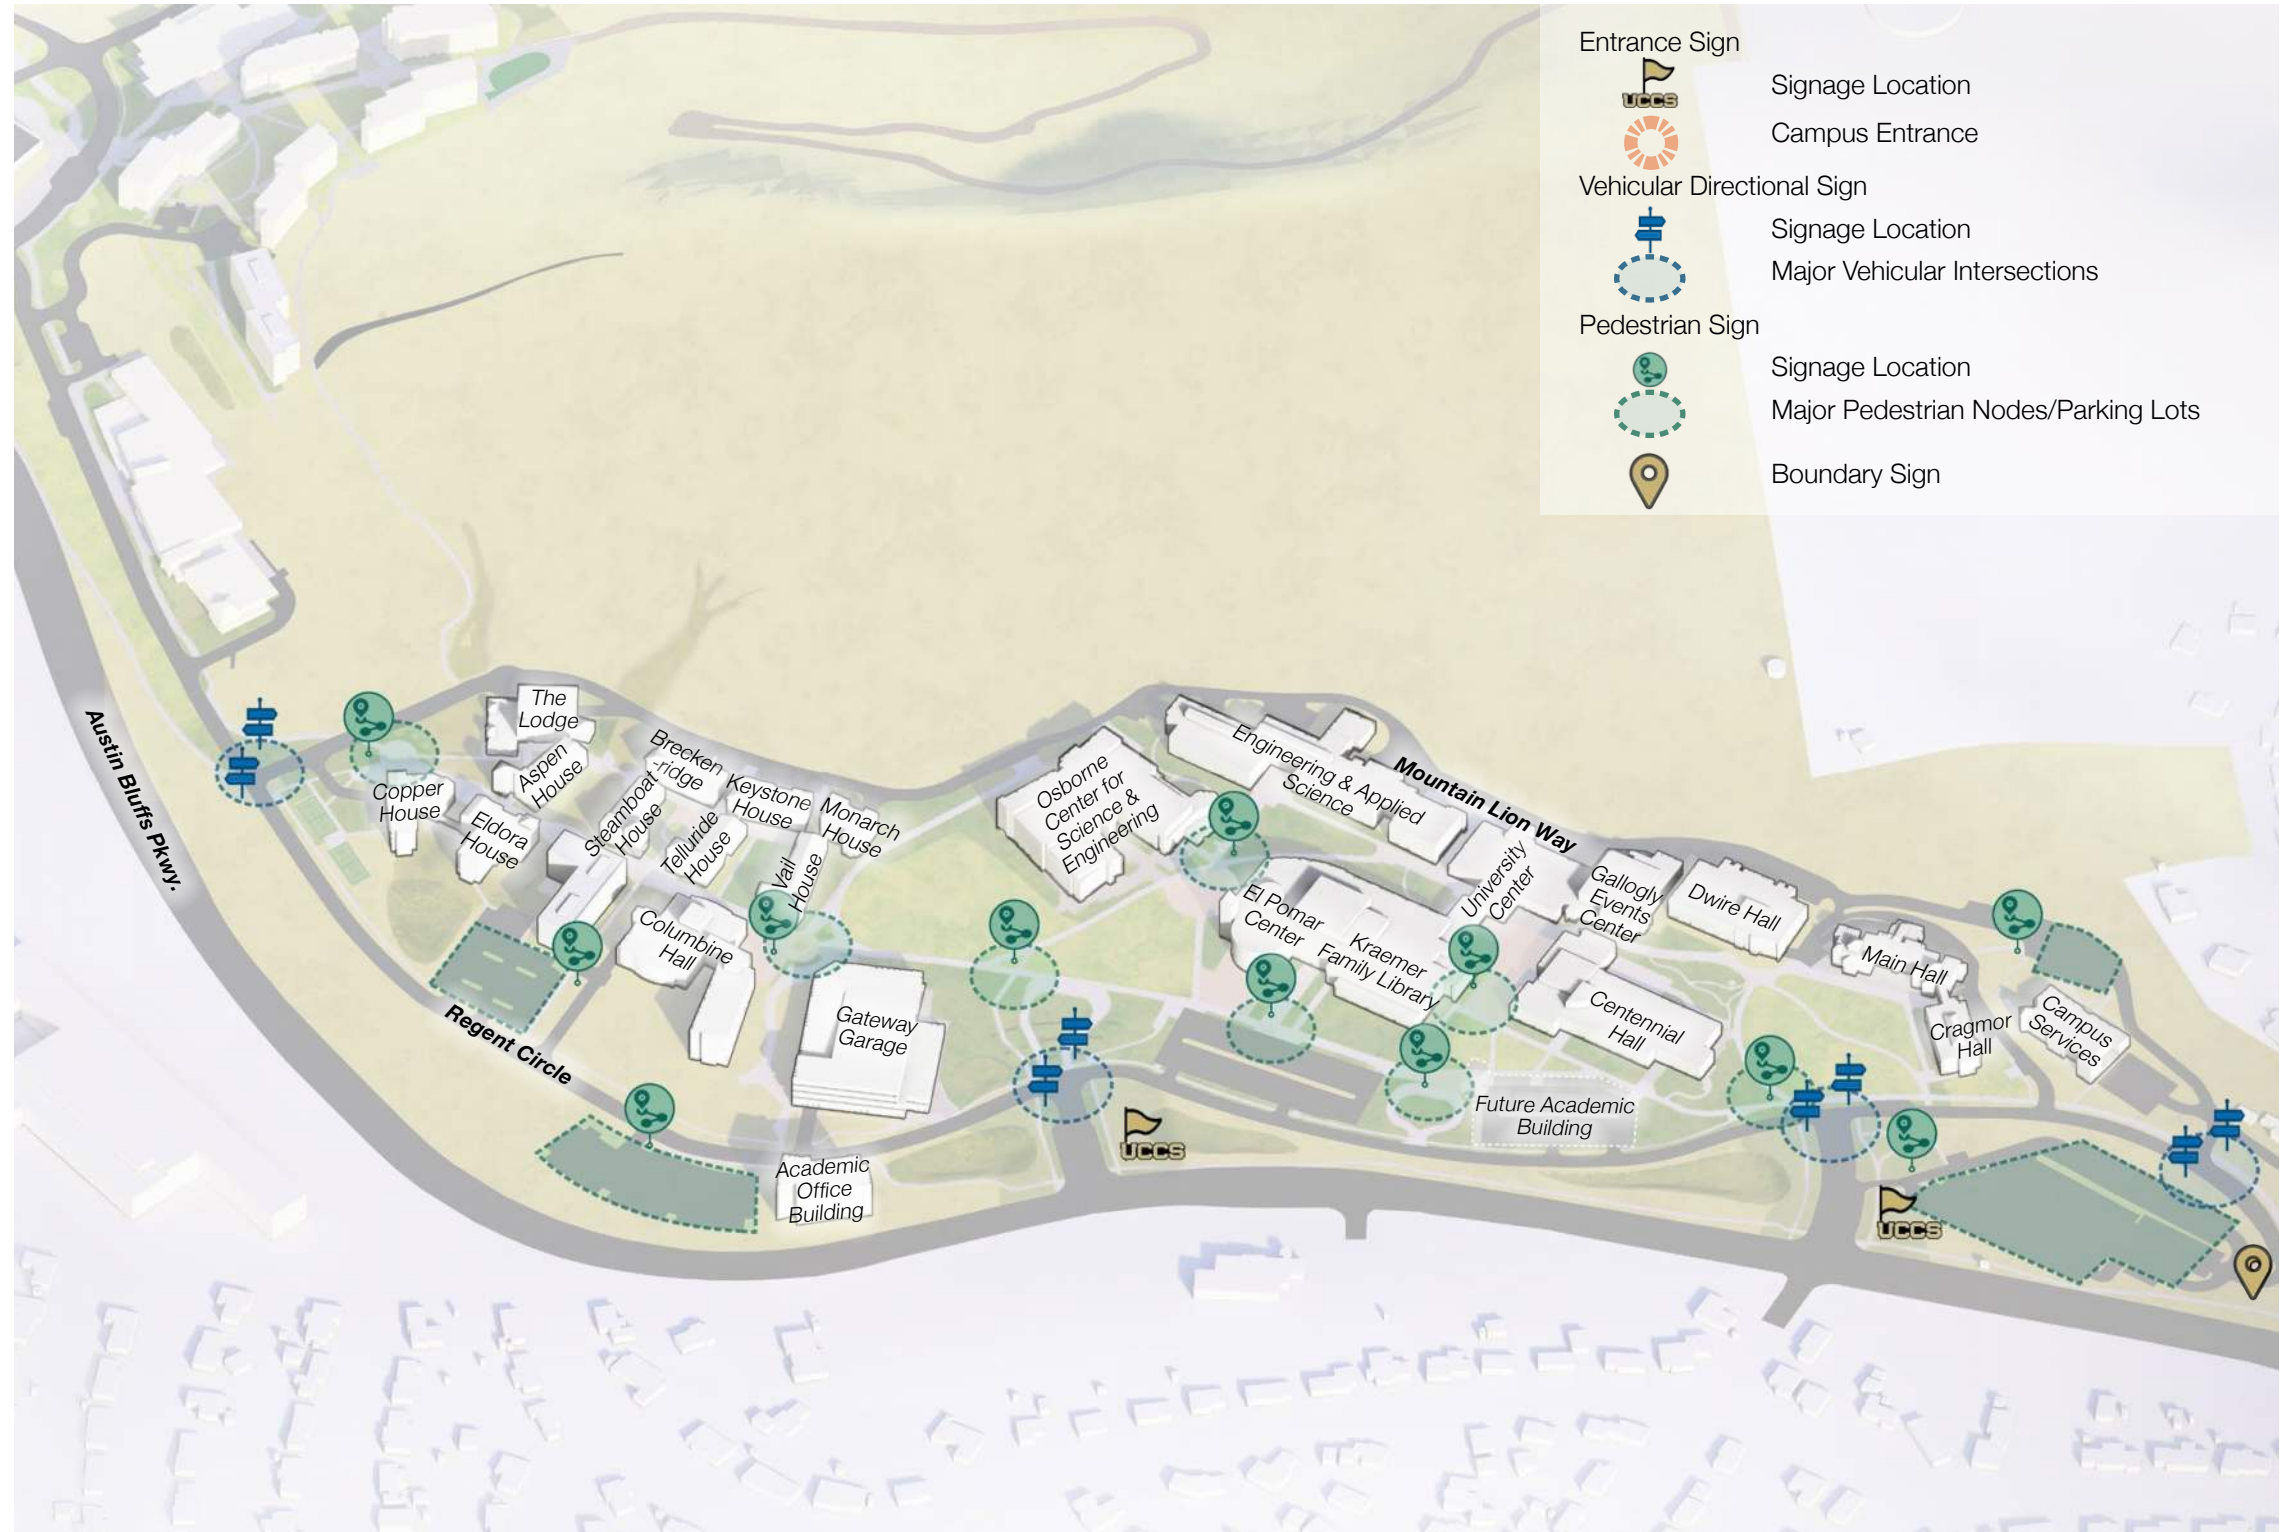 Entrance Sign
UCCS
Signage Location
Campus Entrance
Vehicular Directional Sign
Signage Location
Major Vehicular Intersections
Pedestrian Sign
Signage Location
Major Pedestrian Nodes/Parking Lots
Boundary Sign
Austin Bluffs Pkwy.
The
Lodge
Aspen
House
Copper
House
Eldora
House
Steamboat
House
Brecken
-ridge
Keystone
House
Monarch
House
Telluride
House
Vail
House
Columbine
Hall
Regent Circle
Gateway
Garage
Academic
Office
Building
Osborne
Center for
Science &
Engineering
Engineering & Applied
Science
Mountain Lion Way
University
Center
El Pomar
Center
Kraemer
Family Library
Gallogly
Events
Center
Dwire Hall
Centennial
Hall
Main Hall
Cragmor
Hall
Campus
Services
Future Academic
Building
UCCS
UCCS